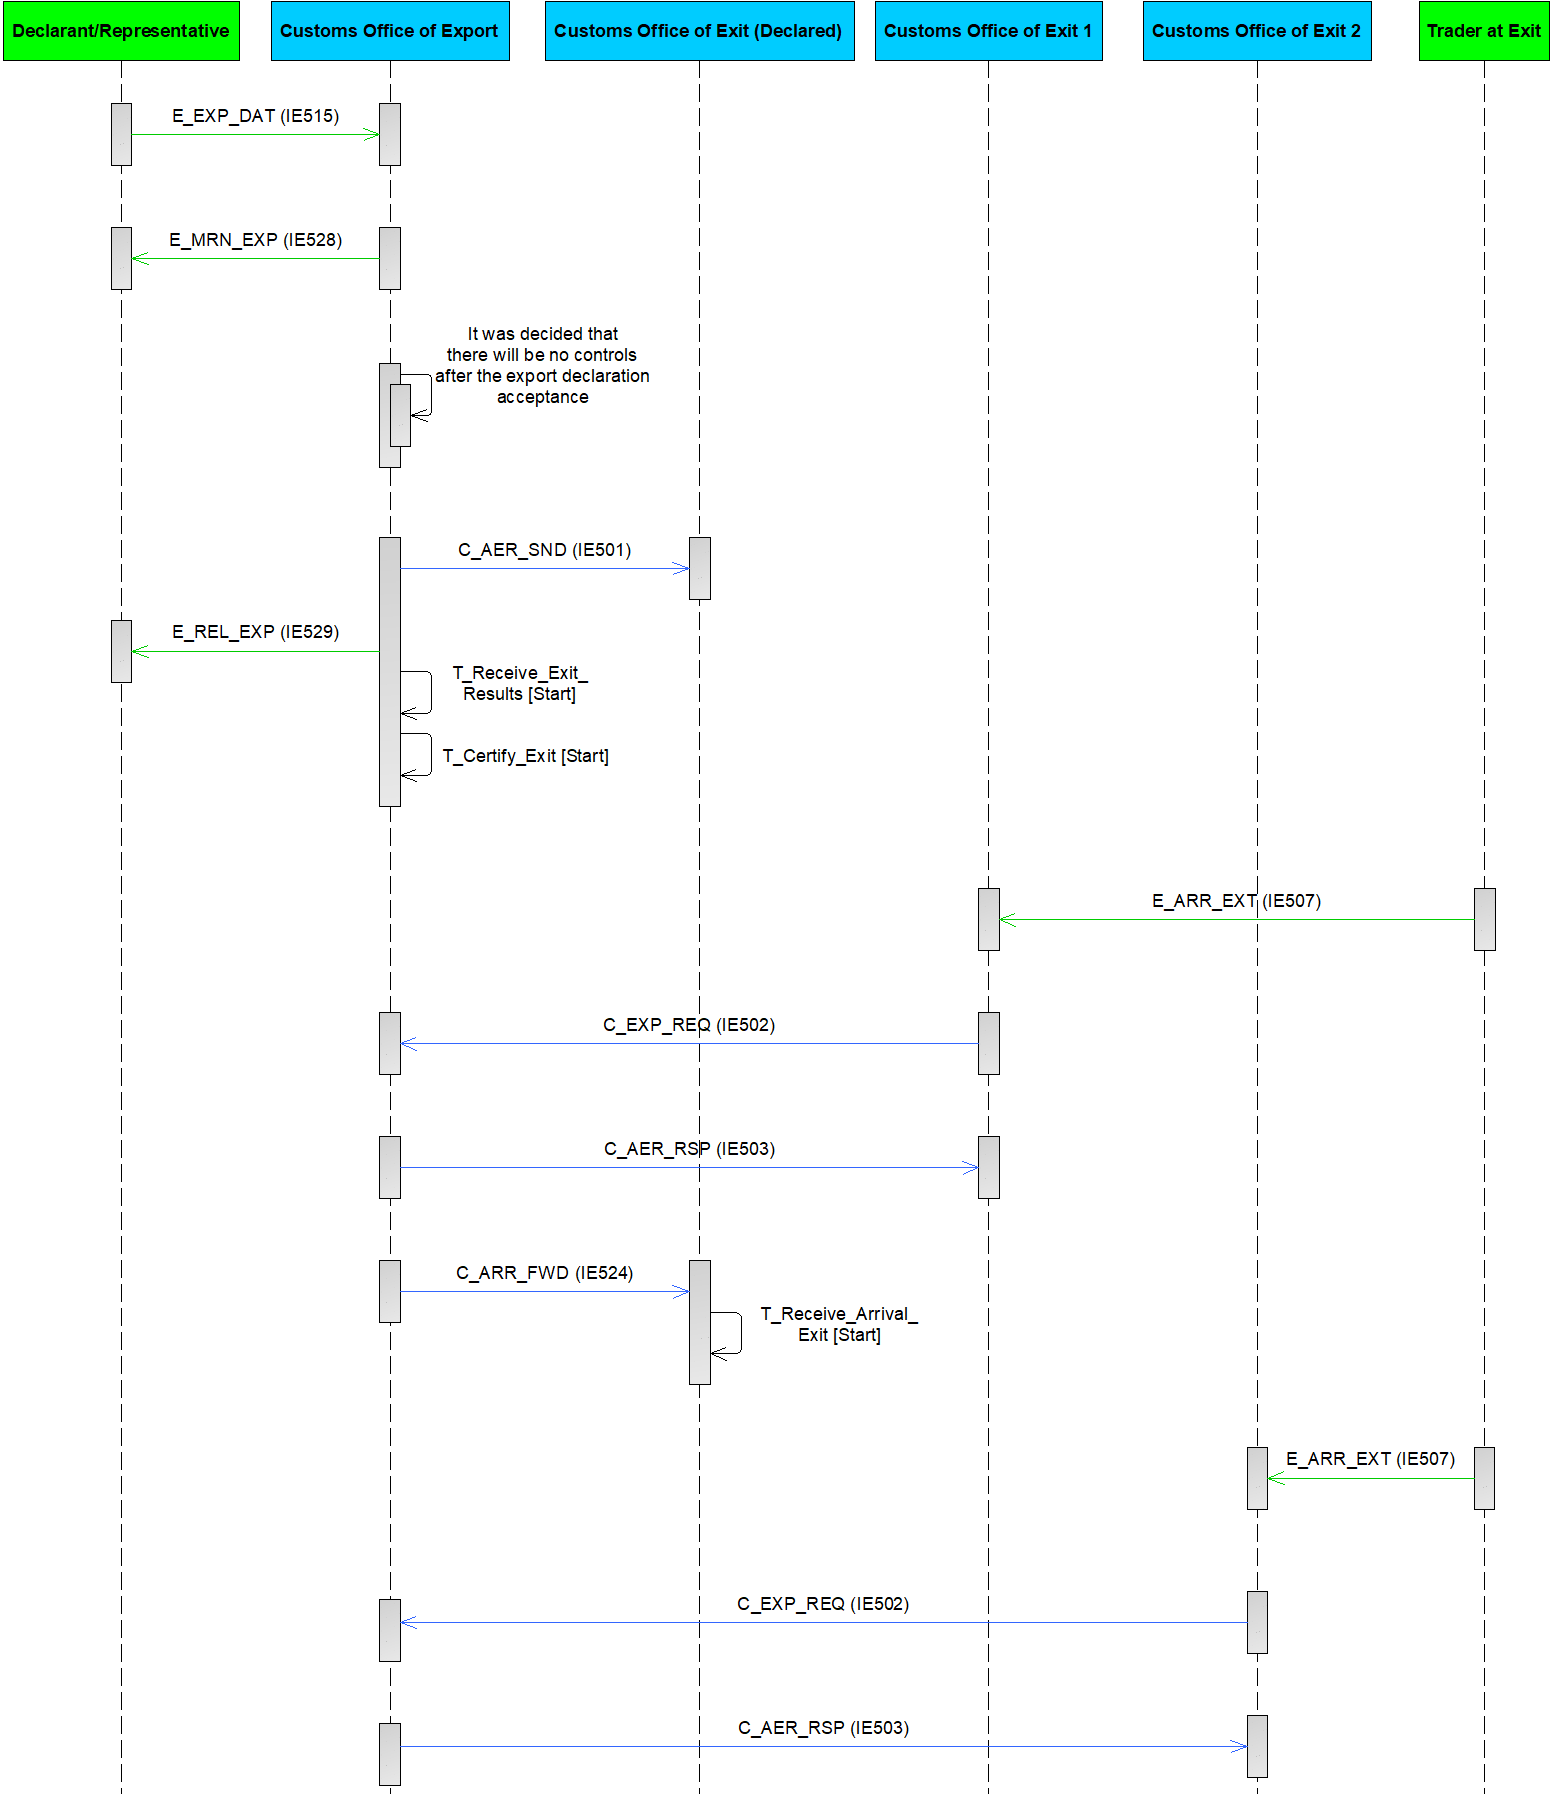 Declarant/Representative
Customs Office of Export
Customs Office of Exit (Declared)
Customs Office of Exit 1
Customs Office of Exit 2
Trader at Exit
E_EXP_DAT (IE515)
E_MRN_EXP (IE528)
It was decided that
there will be no controls
after the export declaration
acceptance
C_AER_SND (IE501)
E_REL_EXP (IE529)
T_Receive_Exit_
Results [Start]
T_Certify_Exit [Start]
E_ARR_EXT (IE507)
C_EXP_REQ (IE502)
C_AER_RSP (IE503)
C_ARR_FWD (IE524)
T_Receive_Arrival_
Exit [Start]
E_ARR_EXT (IE507)
C_EXP_REQ (IE502)
C_AER_RSP (IE503)